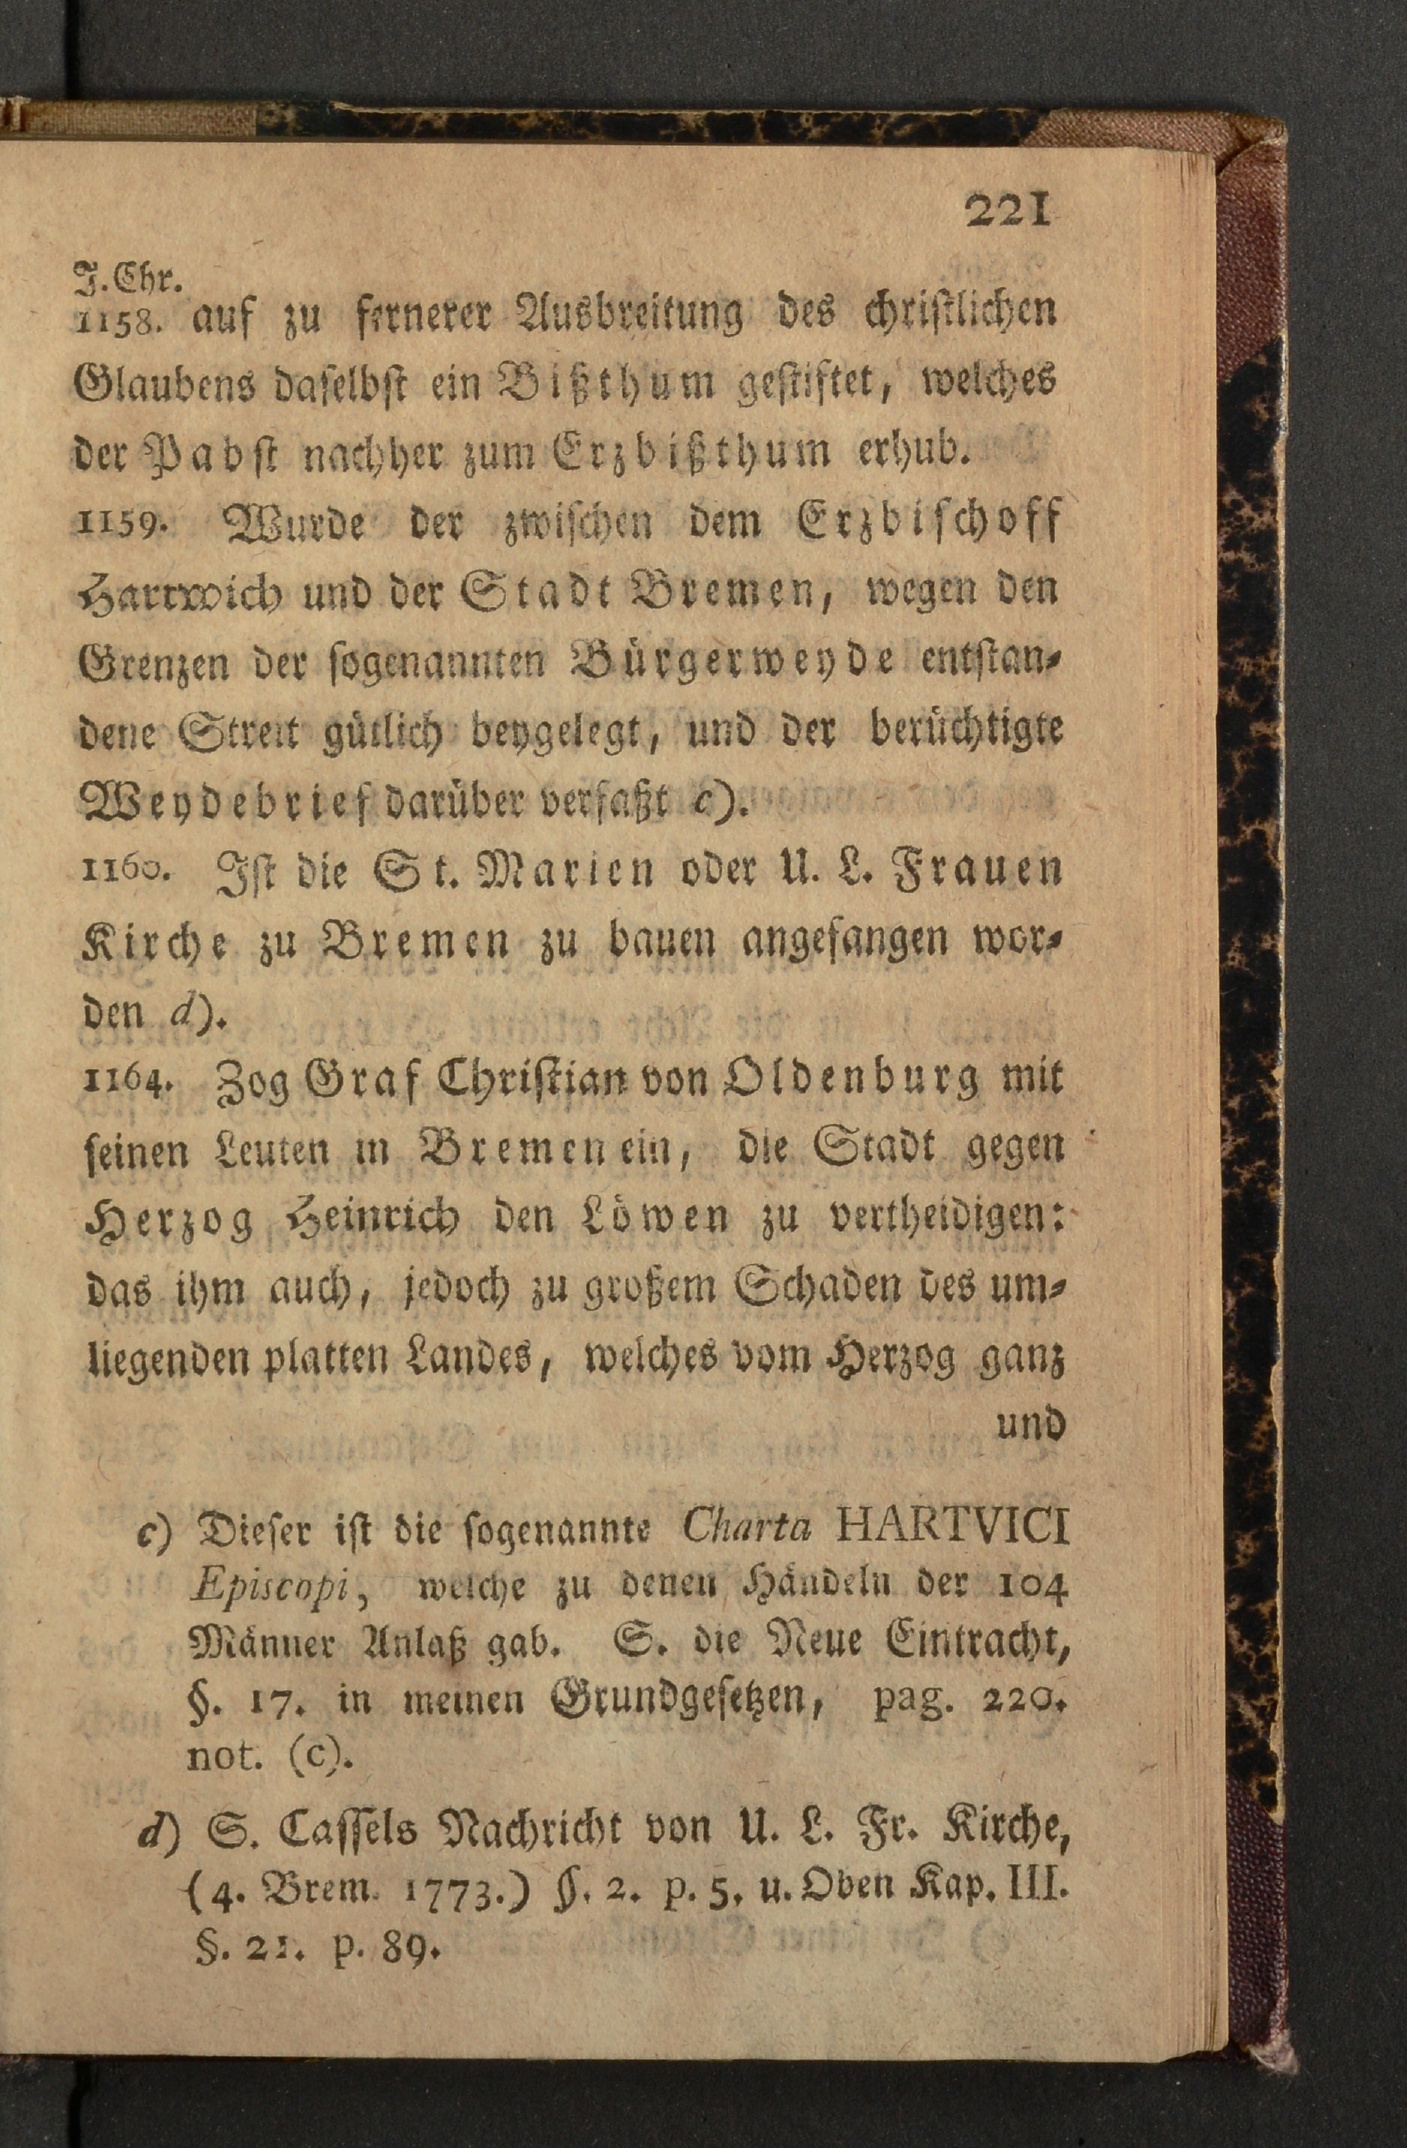 221
J. Chr.
1158. auf zu fernerer Ausbreitung des christlichen
Glaubens daselbst ein Bißthum gestiftet, welches
der Pabst nachher zum Erzbißthum erhub.
1159. Wurde der zwischen dem Erzbischoff
Hartwich und der Stadt Bremen, wegen den
Grenzen der sogenannten Bürgerweyde entstan-
dene Streit gütlich beygelegt, und der berüchtigte
Weydebrief darüber verfaßt c).
1160. Ist die St. Marien oder U. L. Frauen
Kirche zu Bremen zu bauen angefangen wor-
den d).
1164. Zog Graf Christian von Oldenburg mit
seinen Leuten in Bremen ein, die Stadt gegen
Herzog Heinrich den Löwen zu vertheidigen:
das ihm auch, jedoch zu großem Schaden des um-
liegenden platten Landes, welches vom Herzog ganz
und
c) Dieser ist die sogenannte Charta HARTVICI
Episcopi, welche zu denen Händeln der 104
Männer Anlaß gab. S. die Neue Eintracht,
§. 17. in meinen Grundgesetzen, pag. 220.
not. (c).
d) S. Cassels Nachricht von U. L. Fr. Kirche,
(4. Brem. 1773.) §. 2. p. 5. u. Oben Kap. III.
§. 21. p. 89.